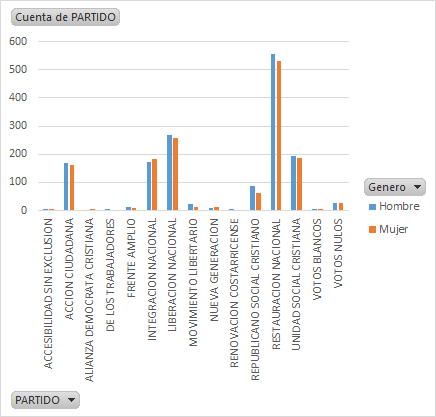 Cuenta de PARTIDO
600
500
400
300
200
100
0
ACCESIBILIDAD SIN EXCLUSION
ACCION CIUDADANA
ALIANZA DEMOCRATA CRISTIANA
DE LOS TRABAJADORES
FRENTE AMPLIO
INTEGRACION NACIONAL
LIBERACION NACIONAL
MOVIMIENTO LIBERTARIO
NUEVA GENERACION
RENOVACION COSTARRICENSE
REPUBLICANO SOCIAL CRISTIANO
RESTAURACION NACIONAL
UNIDAD SOCIAL CRISTIANA
VOTOS BLANCOS
VOTOS NULOS
Genero
Hombre
Mujer
PARTIDO